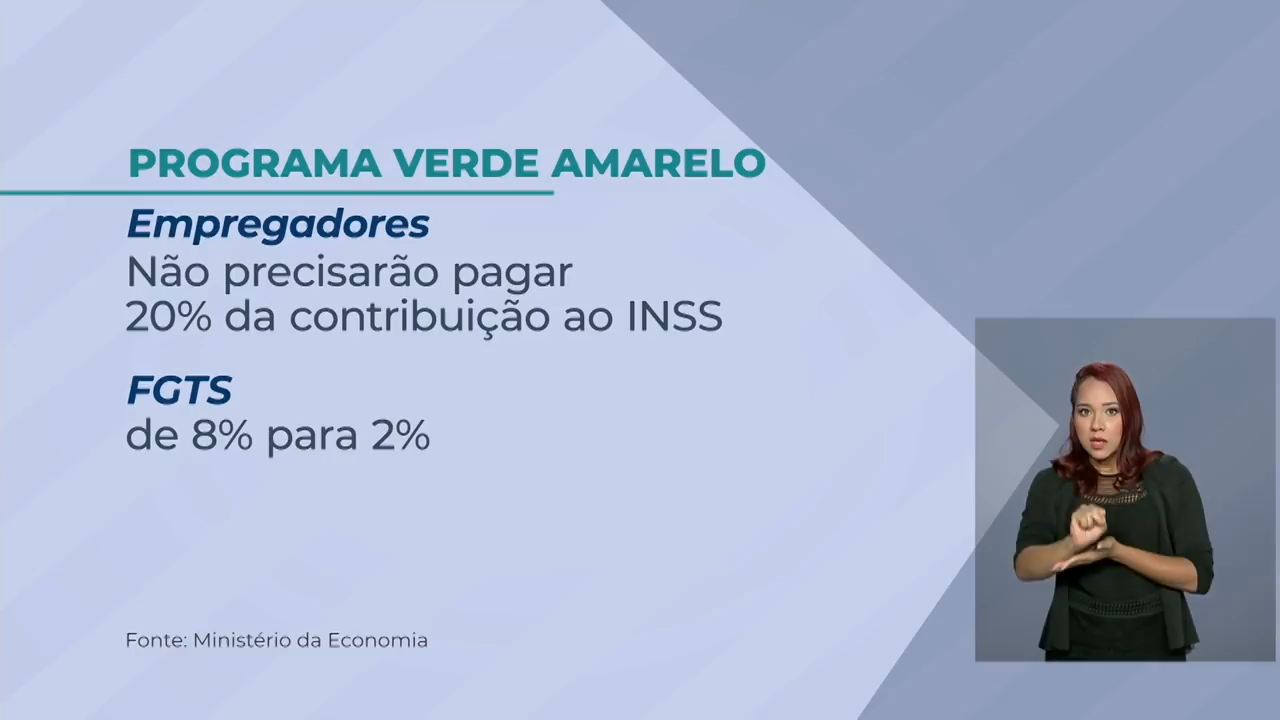 PROGRAMA VERDE AMARELO
Empregadores
Não precisarão pagar
20% da contribuição ao INSS
FGTS
de 8% para 2%
Fonte: Ministério da Economia